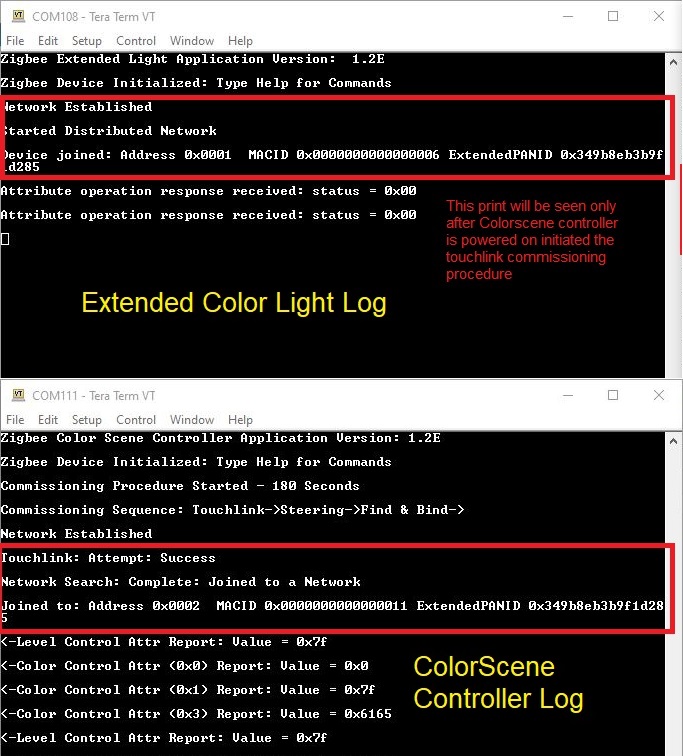 COM108 - Tera Term VT
File Edit Setup Control Window Help
Zigbee Extended Light Application Version:  1.2E
Zigbee Device Initialized: Type Help for Commands
Network Established
Started Distributed Network
Device joined: Address 0x0001  MACID 0x0000000000000006 ExtendedPANID 0x349b8eb3b9f
1d285
Attribute operation response received: status = 0x00
Attribute operation response received: status = 0x00
This print will be seen only
after Colorscene controller
is powered on initiated the
touchlink commissioning
procedure
Extended Color Light Log
COM111 - Tera Term VT
File Edit Setup Control Window Help
Zigbee Color Scene Controller Application Version: 1.2E
Zigbee Device Initialized: Type Help for Commands
Commissioning Procedure Started - 180 Seconds
Commissioning Sequence: Touchlink->Steering->Find & Bind->
Network Established
Touchlink: Attempt: Success
Network Search: Complete: Joined to a Network
Joined to: Address 0x0002  MACID 0x0000000000000011 ExtendedPANID 0x349b8eb3b9f1d28
5
<-Level Control Attr Report: Value = 0x7f
<-Color Control Attr (0x0) Report: Value = 0x0
<-Color Control Attr (0x1) Report: Value = 0x7f
<-Color Control Attr (0x3) Report: Value = 0x6165
<-Level Control Attr Report: Value = 0x7f
ColorScene
Controller Log